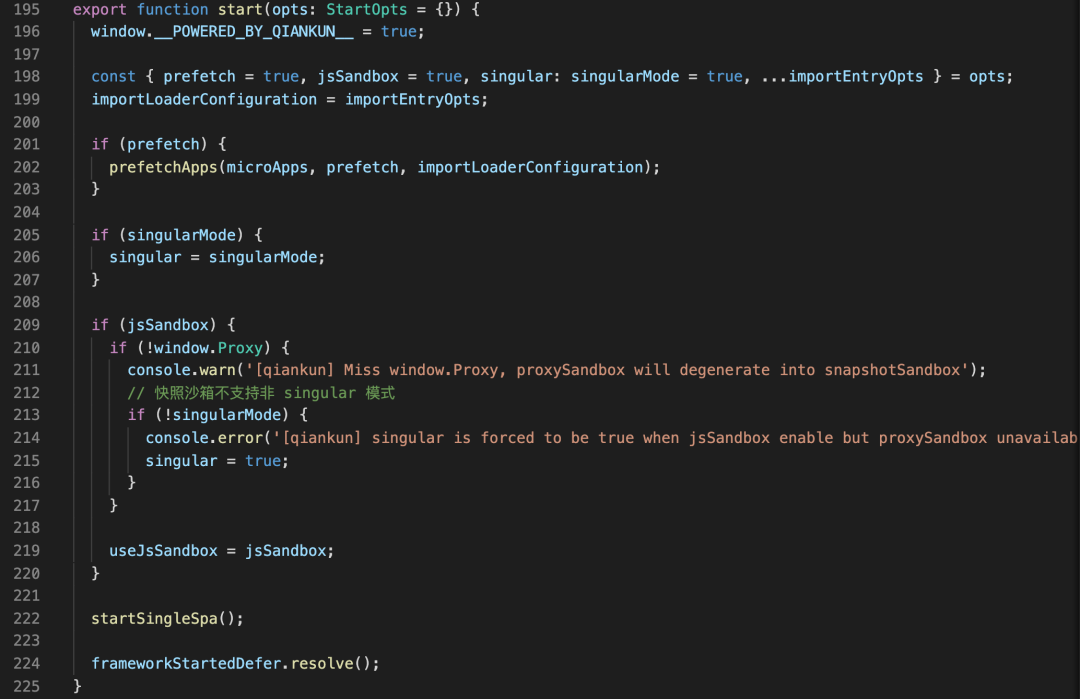 195 export function start(opts: StartOpts = {}) {
196 window.__POWERED_BY_QIANKUN__ = true;
197
198 const { prefetch = true, jsSandbox = true, singular: singularMode = true, ...importEntryOpts } = opts;
199 importLoaderConfiguration = importEntryOpts;
200
201 if (prefetch) {
202 prefetchApps(microApps, prefetch, importLoaderConfiguration);
203 }
204
205 if (singularMode) {
206 singular = singularMode;
207 }
208
209 if (jsSandbox) {
210 if (!window.Proxy) {
211 console.warn('[qiankun] Miss window.Proxy, proxySandbox will degenerate into snapshotSandbox');
212 // 快照沙箱不支持非 singular 模式
213 if (!singularMode) {
214 console.error('[qiankun] singular is forced to be true when jsSandbox enable but proxySandbox unavailab
215 singular = true;
216 }
217 }
218
219 useJsSandbox = jsSandbox;
220 }
221
222 startSingleSpa();
223
224 frameworkStartedDefer.resolve();
225 }